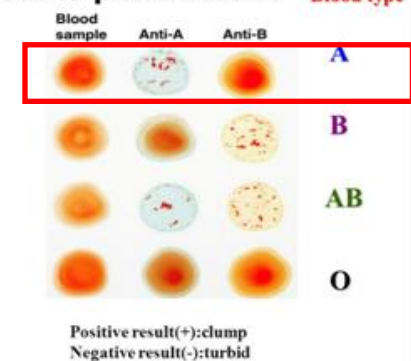 Blood type
Blood sample Anti-A Anti-B
A
B
AB
O
Positive result(+):clump
Negative result(-):turbid